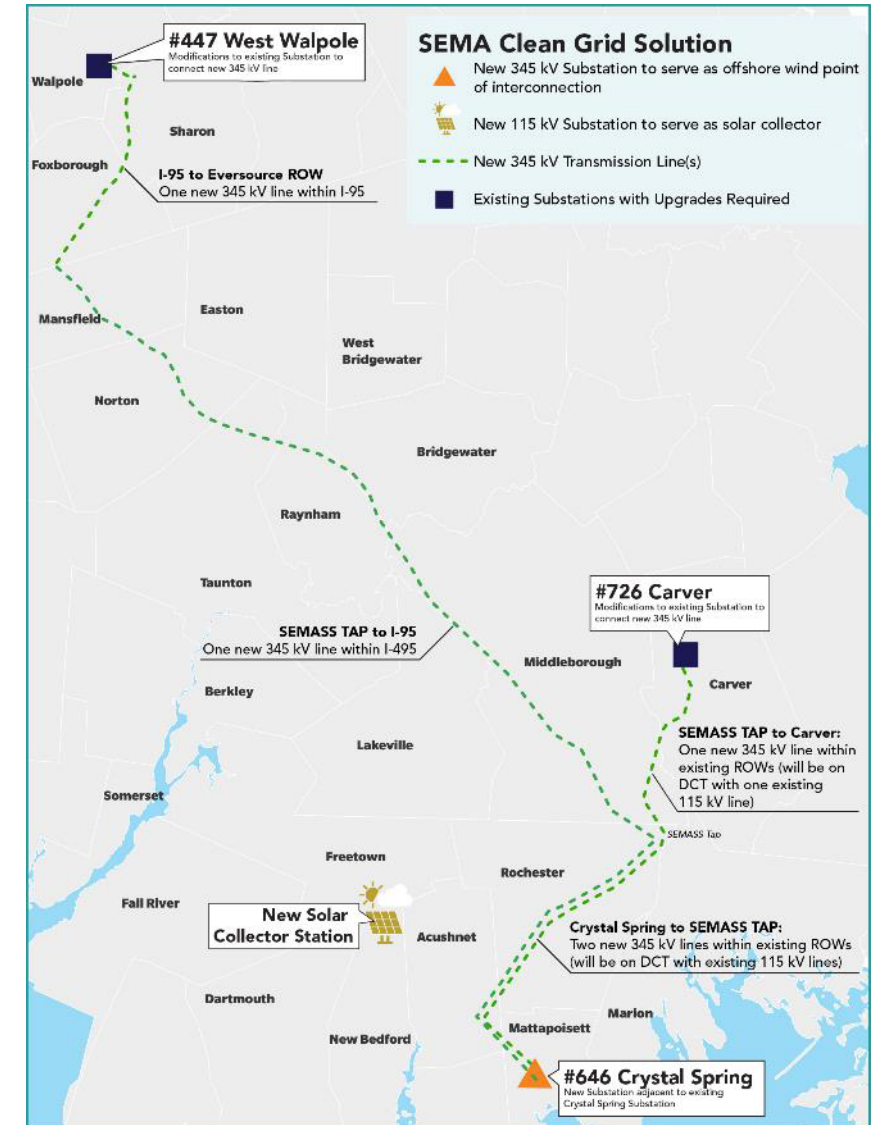 #447 West Walpole
Modifications to existing Substation to
connect new 345 kV line
SEMA Clean Grid Solution
New 345 kV Substation to serve as offshore wind point
of interconnection
New 115 kV Substation to serve as solar collector
New 345 kV Transmission Line(s)
Existing Substations with Upgrades Required
Walpole
Sharon
Foxborough
I-95 to Eversource ROW
One new 345 kV line within I-95
Easton
Mansfield
West
Bridgewater
Norton
Bridgewater
Raynham
Taunton
#726 Carver
Modifications to existing Substation to
connect new 345 kV line
SEMASS TAP to I-95
One new 345 kV line within I-495
Middleborough
Carver
Berkley
SEMASS TAP to Carver:
One new 345 kV line within
existing ROWs (will be on
DCT with one existing
115 kV line)
Lakeville
Somerset
SEMASS Tap
Freetown
Rochester
Fall River
New Solar
Collector Station
Acushnet
Crystal Spring to SEMASS TAP:
Two new 345 kV lines within existing ROWs
(will be on DCT with existing 115 kV lines)
Dartmouth
Marion
Mattapoisett
New Bedford
#646 Crystal Spring
New Substation adjacent to existing
Crystal Spring Substation